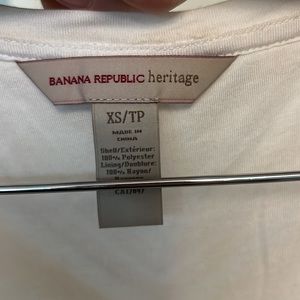 BANANA REPUBLIC heritage
XS/TP
MADE IN
CHINA
Shell/Extérieur:
100% Polyester
Lining/Doublure:
100% Rayon/